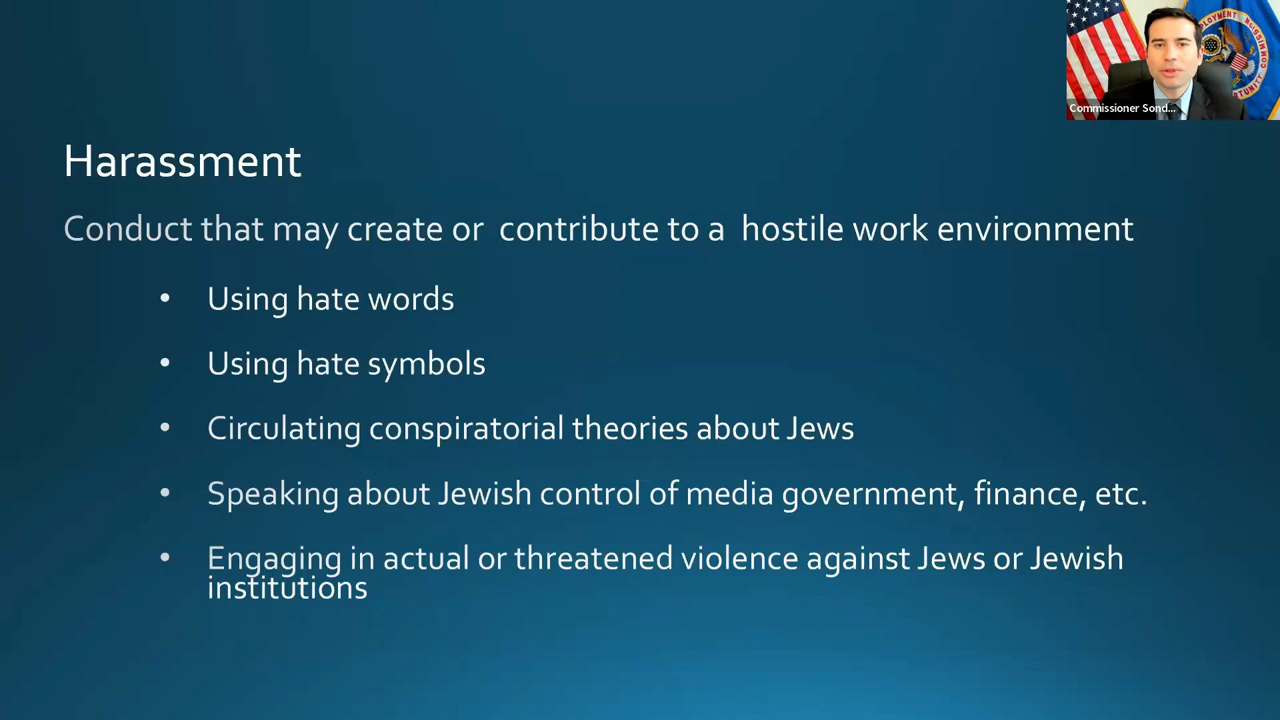 Commissioner Sond...
Harassment
Conduct that may create or contribute to a hostile work environment
• Using hate words
• Using hate symbols
• Circulating conspiratorial theories about Jews
• Speaking about Jewish control of media government, finance, etc.
• Engaging in actual or threatened violence against Jews or Jewish
institutions